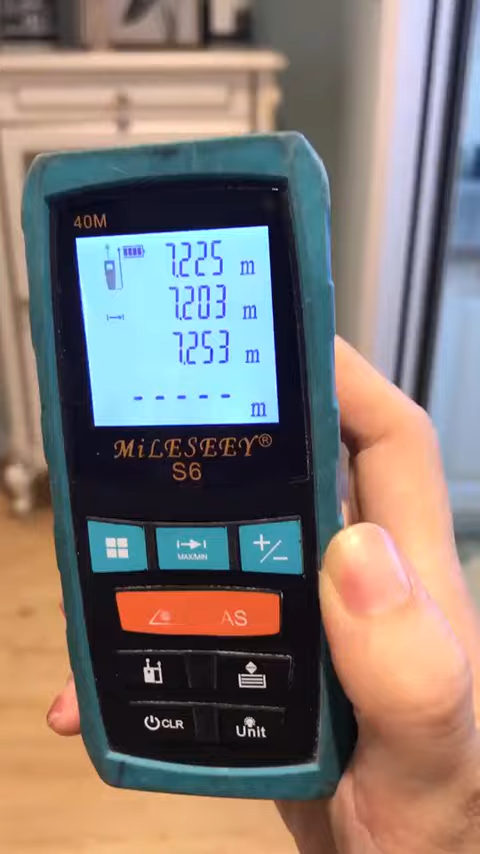 40M
7.225 m
7.203 m
7.253 m
----- m
MiLESEEY®
S6
MAX/MIN
+/-
AS
CLR
Unit